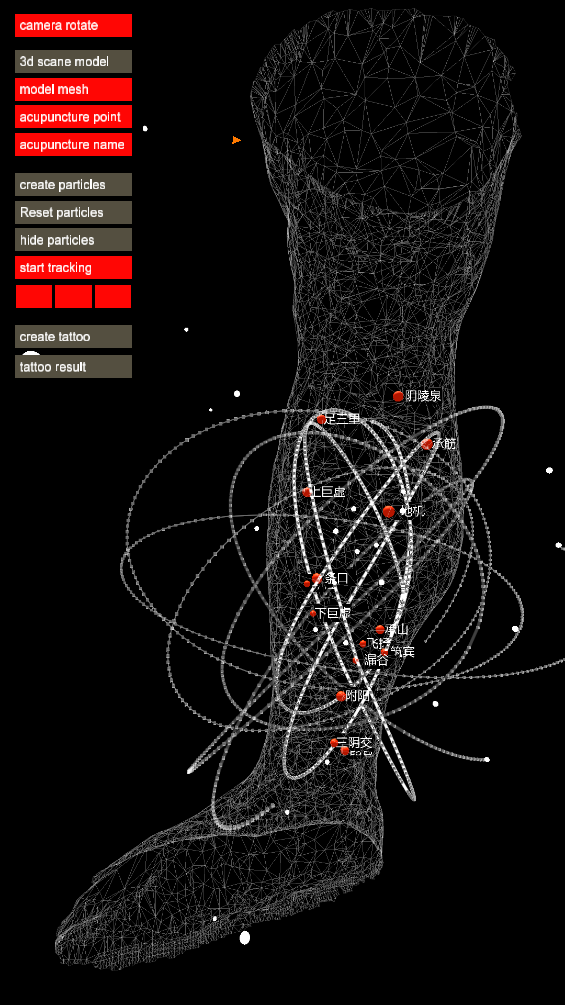 camera rotate
3d scane model
model mesh
acupuncture point
acupuncture name
create particles
Reset particles
hide particles
start tracking
create tattoo
tattoo result
阴陵泉
足三里
承筋
上巨虚
地机
条口
下巨虚
承山
飞扬
筑宾
漏谷
附阳
三阴交